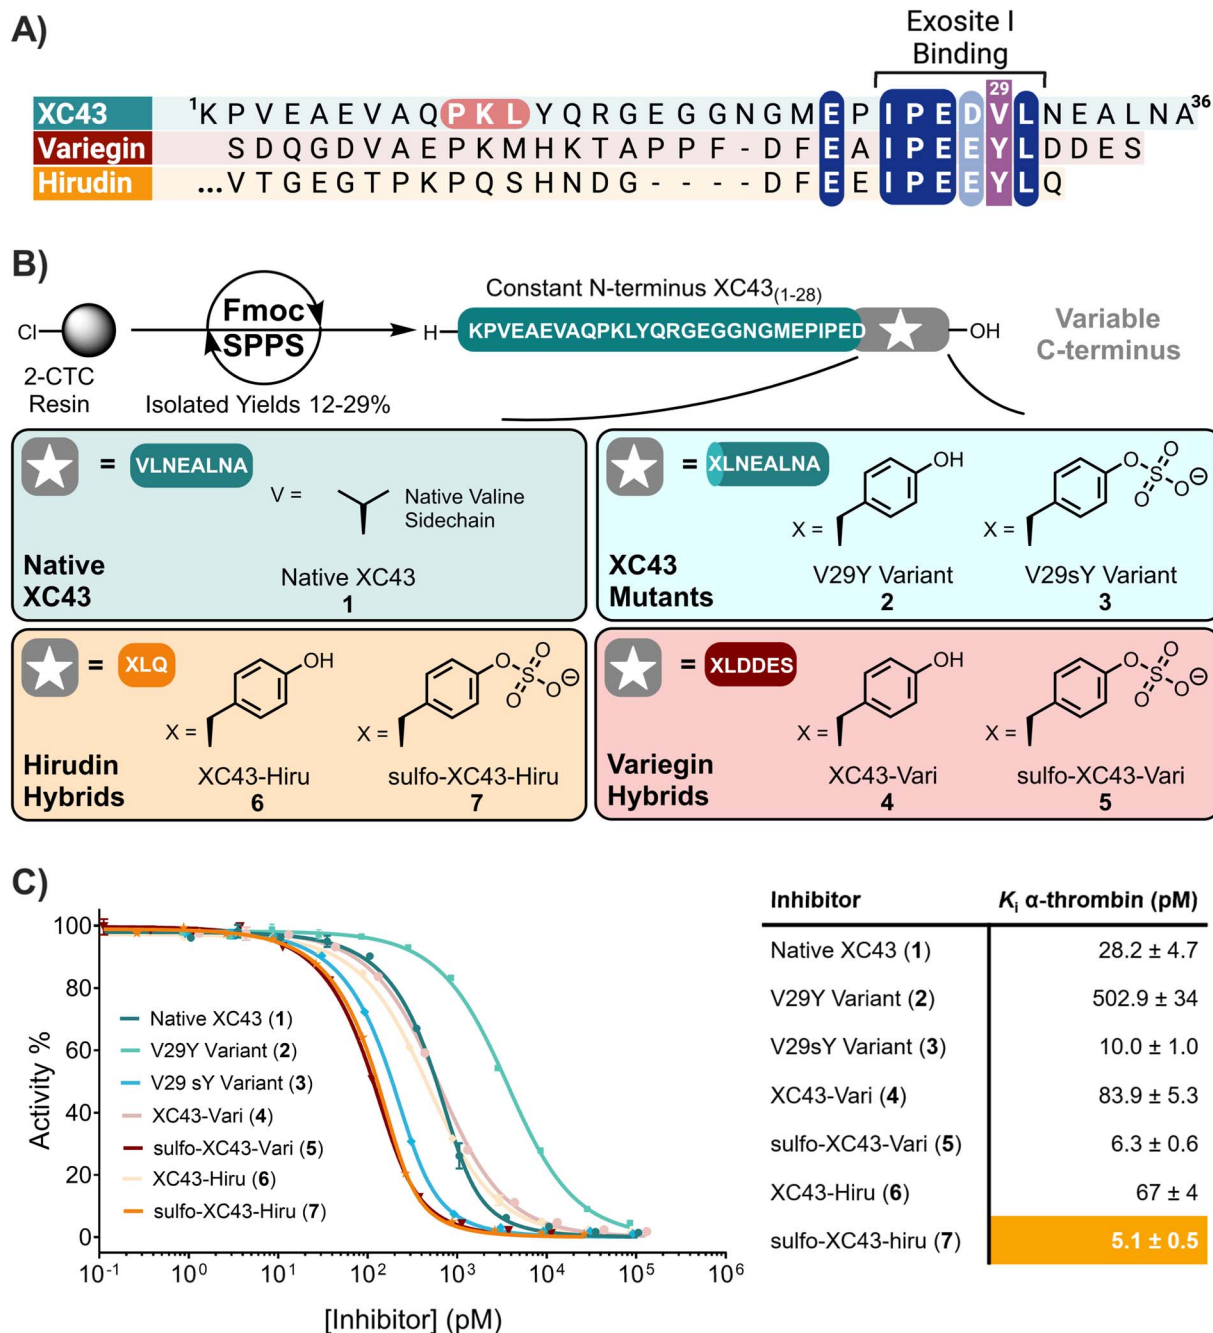 A)
Exosite I
Binding
29
XC43 ¹K P V E A E V A Q P K L Y Q R G E G G N G M E P I P E D V L N E A L N A³⁶
Variegin S D Q G D V A E P K M H K T A P P F - D F E A I P E E Y L D D E S
Hirudin ...V T G E G T P K P Q S H N D G - - - - D F E E I P E E Y L Q
B)
Cl
2-CTC
Resin
Fmoc
SPPS
Isolated Yields 12-29%
Constant N-terminus XC43(1-28)
H KPVEAEVAQPKLYQRGEGGNGMEPIPED OH
Variable
C-terminus
= VLNEALNA
V =
Native Valine
Sidechain
Native
XC43
Native XC43
1
= XLNEALNA
X =
OH
X =
O S O O O ⊖
XC43
Mutants
V29Y Variant
2
V29sY Variant
3
= XLQ
X =
OH
X =
O S O O O ⊖
Hirudin
Hybrids
XC43-Hiru
6
sulfo-XC43-Hiru
7
= XLDDES
X =
OH
X =
O S O O O ⊖
Variegin
Hybrids
XC43-Vari
4
sulfo-XC43-Vari
5
C)
Activity %
100
80
60
40
20
0
Native XC43 (1)
V29Y Variant (2)
V29 sY Variant (3)
XC43-Vari (4)
sulfo-XC43-Vari (5)
XC43-Hiru (6)
sulfo-XC43-Hiru (7)
10⁻¹ 10⁰ 10¹ 10² 10³ 10⁴ 10⁵ 10⁶
[Inhibitor] (pM)
Inhibitor Ki α-thrombin (pM)
Native XC43 (1) 28.2 ± 4.7
V29Y Variant (2) 502.9 ± 34
V29sY Variant (3) 10.0 ± 1.0
XC43-Vari (4) 83.9 ± 5.3
sulfo-XC43-Vari (5) 6.3 ± 0.6
XC43-Hiru (6) 67 ± 4
sulfo-XC43-hiru (7) 5.1 ± 0.5